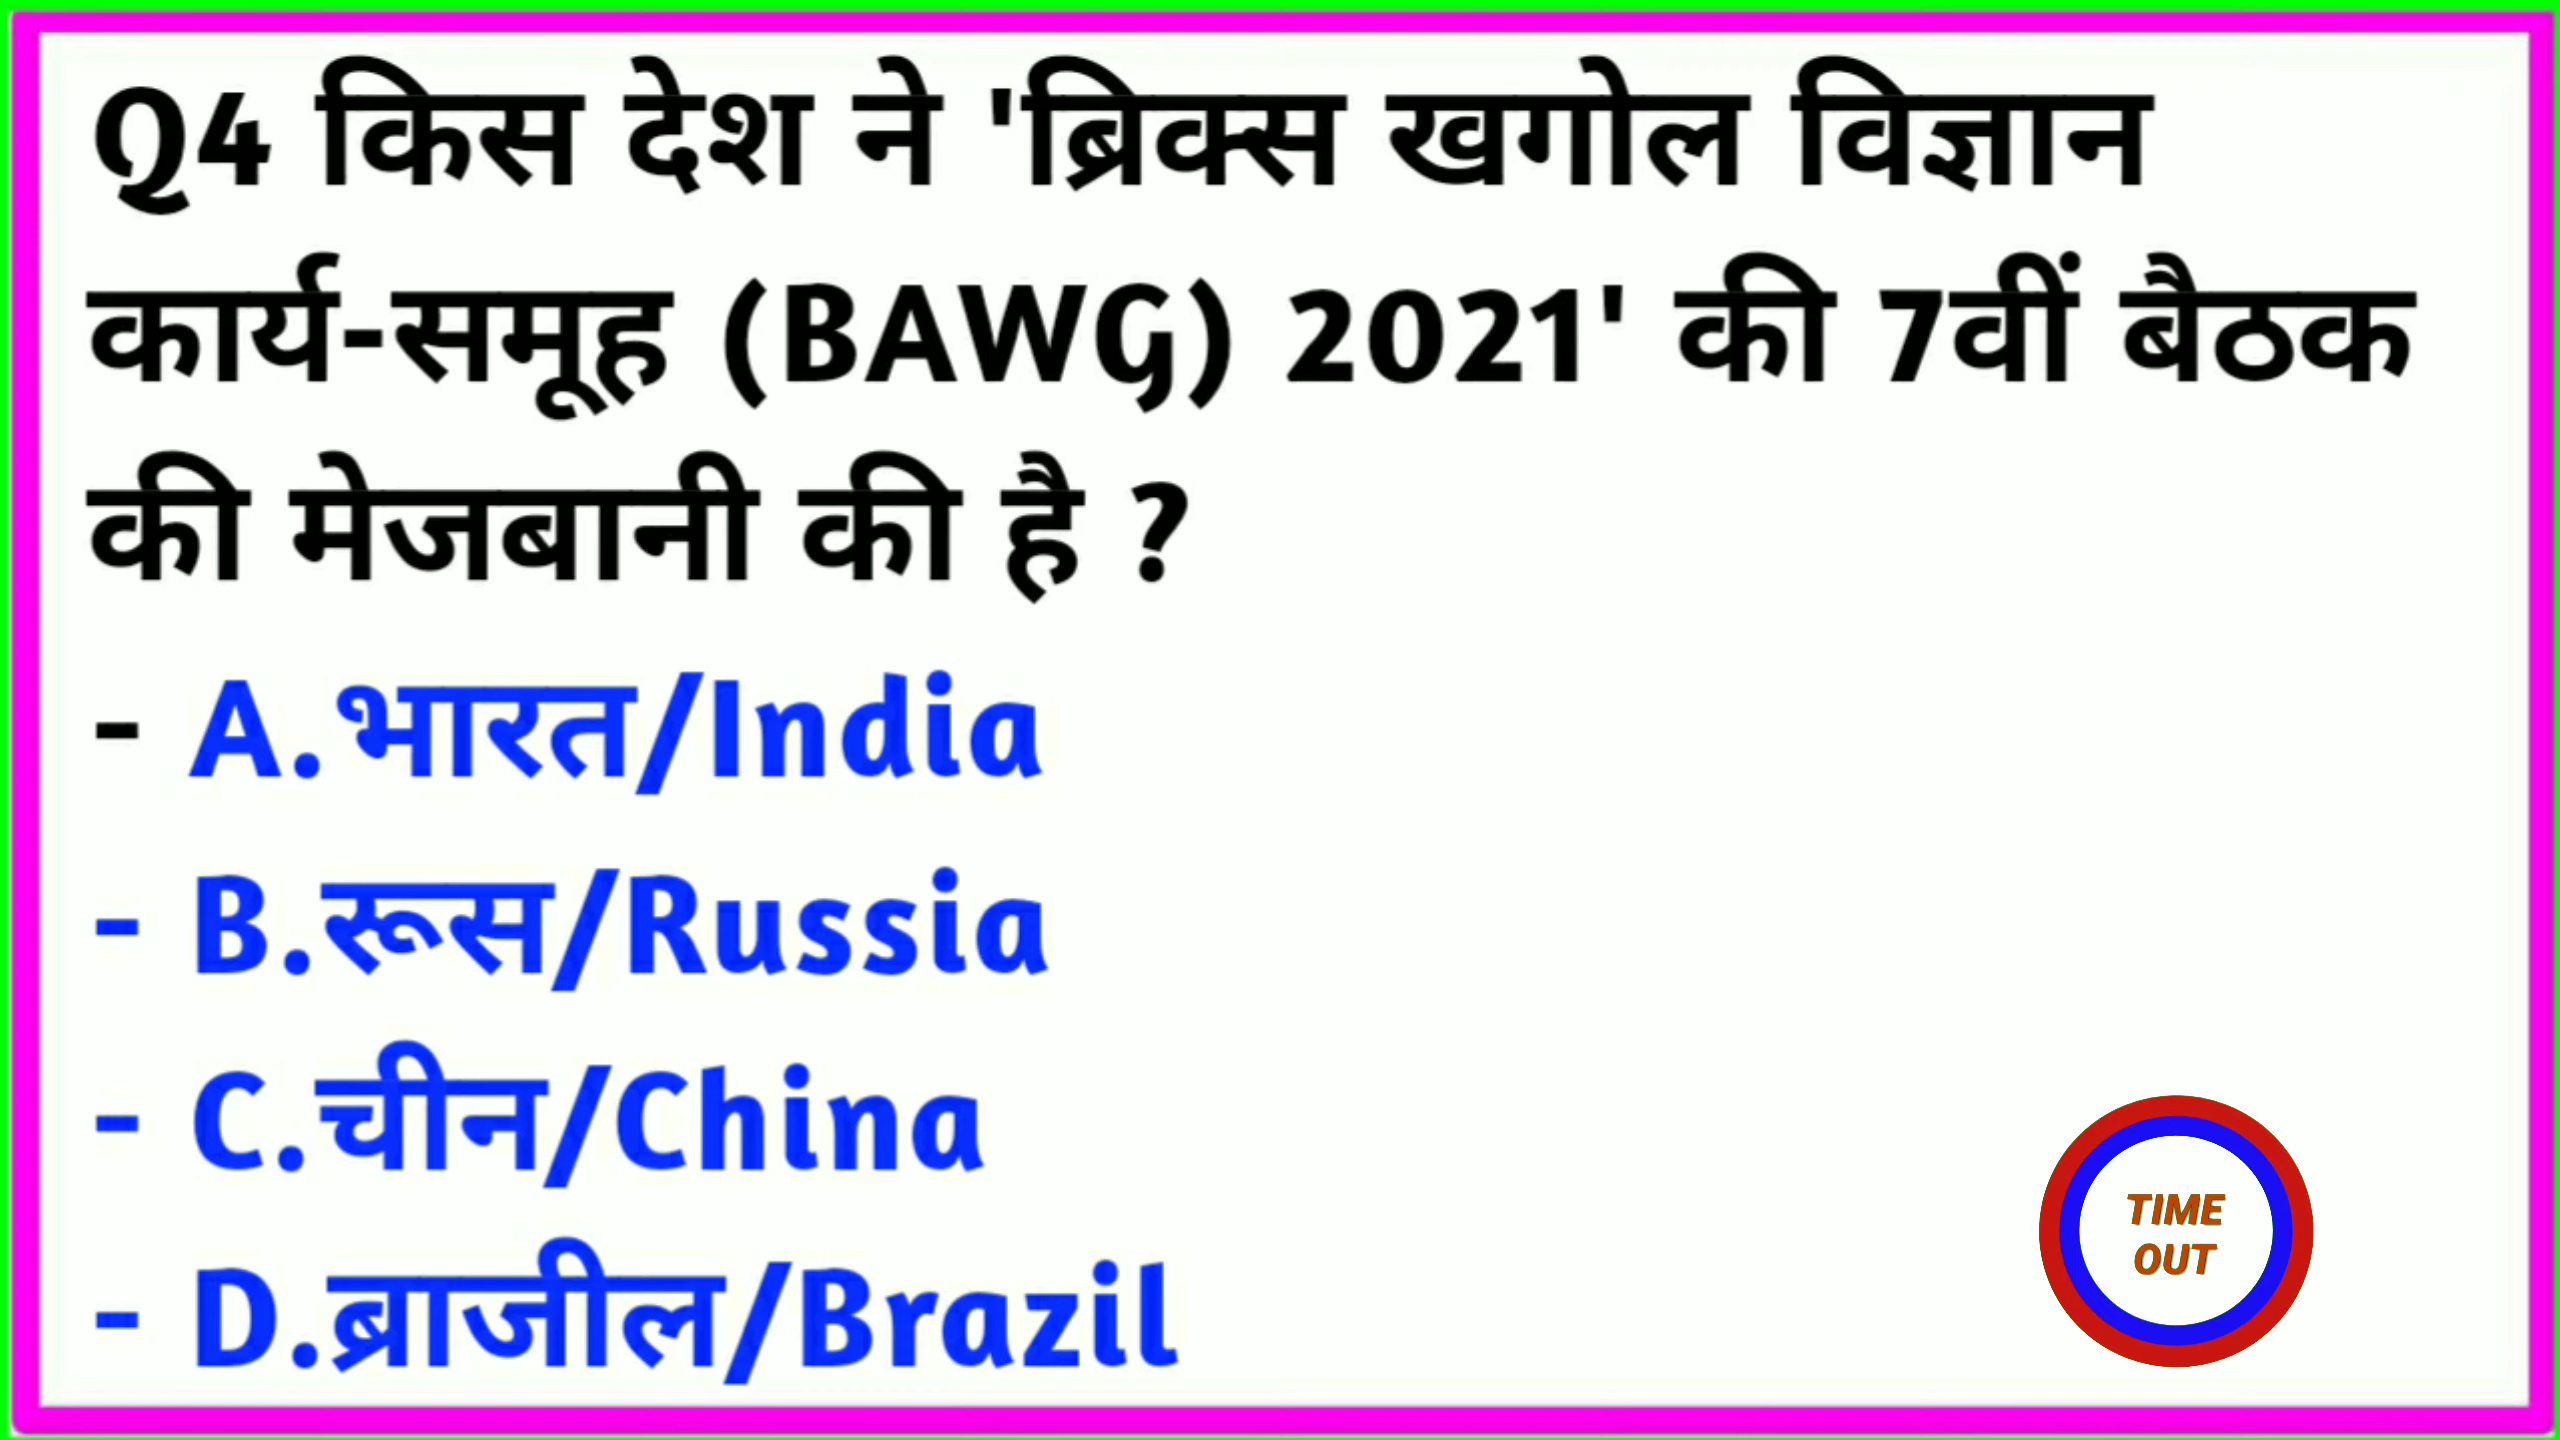 Q4 किस देश ने 'ब्रिक्स खगोल विज्ञान
कार्य-समूह (BAWG) 2021' की 7वीं बैठक
की मेजबानी की है ?
- A.भारत/India
- B.रूस/Russia
- C.चीन/China
- D.ब्राजील/Brazil
TIME
OUT